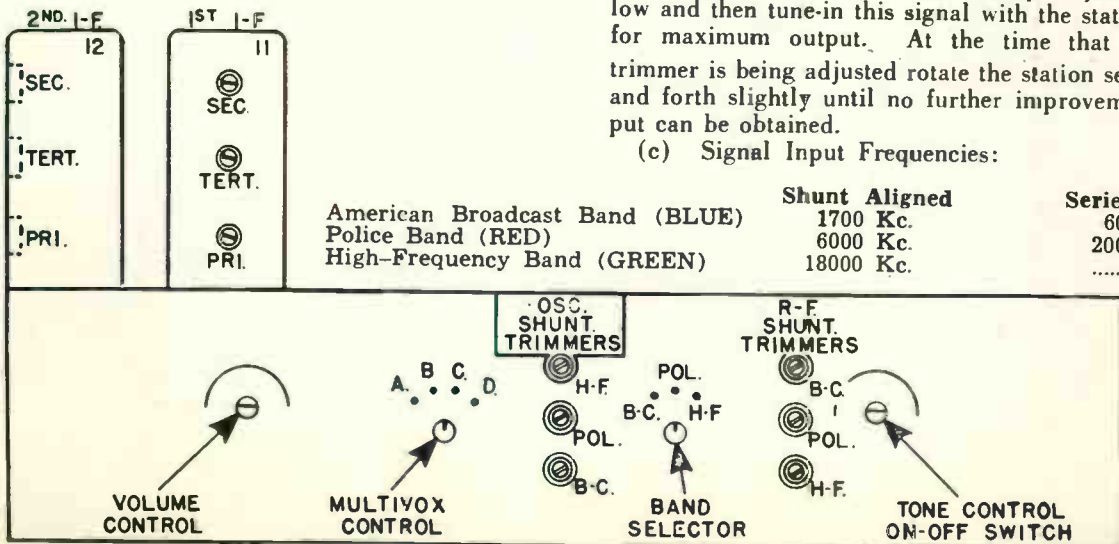 low and then tune-in this signal with the stat
for maximum output. At the time that
trimmer is being adjusted rotate the station se
and forth slightly until no further improvem
put can be obtained.
(c) Signal Input Frequencies:
Shunt Aligned Serie
American Broadcast Band (BLUE) 1700 Kc. 60
Police Band (RED) 6000 Kc. 200
High-Frequency Band (GREEN) 18000 Kc. .....
2ND. I-F.
12
SEC.
TERT.
PRI.
1ST I-F
11
SEC.
TERT.
PRI.
OSC.
SHUNT.
TRIMMERS
H-F.
POL.
B-C.
R-F.
SHUNT.
TRIMMERS
B-C.
POL.
H-F.
A. B C. D.
POL.
B-C. H-F
VOLUME
CONTROL
MULTIVOX
CONTROL
BAND
SELECTOR
TONE CONTROL
ON-OFF SWITCH